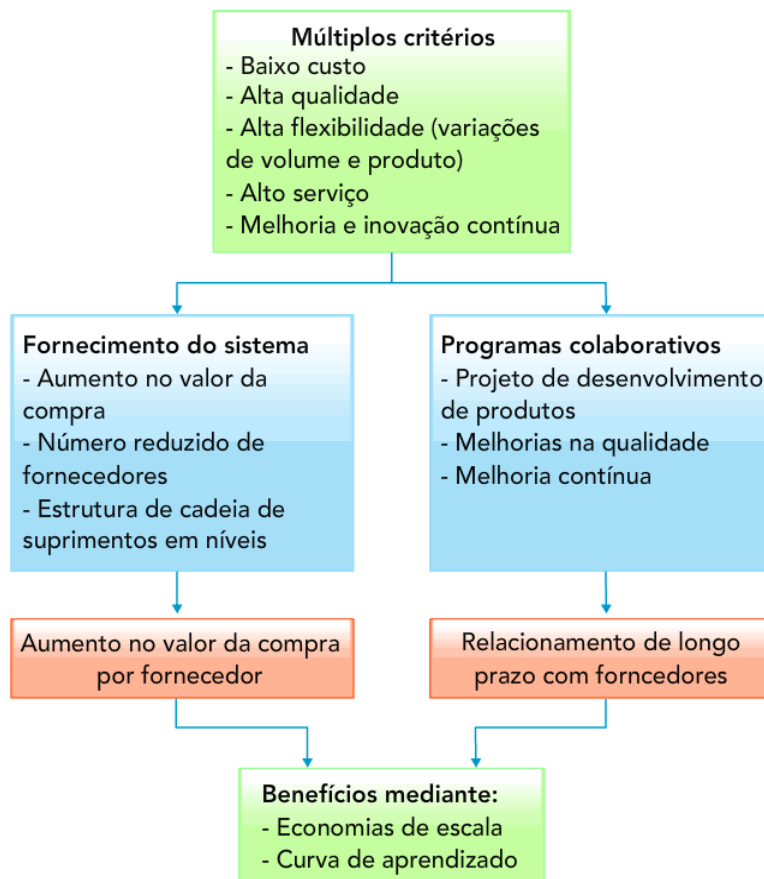 Múltiplos critérios
- Baixo custo
- Alta qualidade
- Alta flexibilidade (variações
de volume e produto)
- Alto serviço
- Melhoria e inovação contínua
Fornecimento do sistema
- Aumento no valor da
compra
- Número reduzido de
fornecedores
- Estrutura de cadeia de
suprimentos em níveis
Programas colaborativos
- Projeto de desenvolvimento
de produtos
- Melhorias na qualidade
- Melhoria contínua
Aumento no valor da compra
por fornecedor
Relacionamento de longo
prazo com forncedores
Benefícios mediante:
- Economias de escala
- Curva de aprendizado